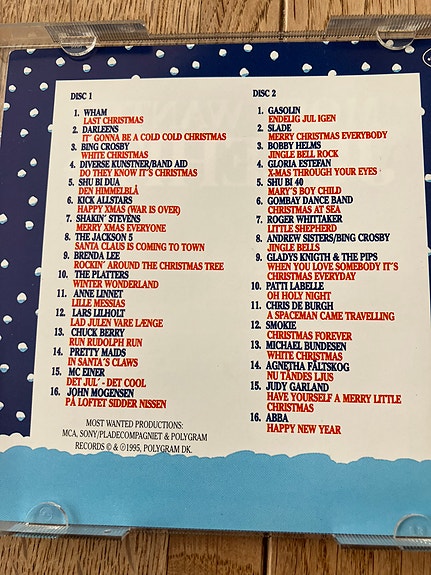 DISC 1
1. WHAM
LAST CHRISTMAS
2. DARLEENS
IT' GONNA BE A COLD COLD CHRISTMAS
3. BING CROSBY
WHITE CHRISTMAS
4. DIVERSE KUNSTNER/BAND AID
DO THEY KNOW IT'S CHRISTMAS
5. SHU BI DUA
DEN HIMMELBLÅ
6. KICK ALLSTARS
HAPPY XMAS (WAR IS OVER)
7. SHAKIN' STEVENS
MERRY XMAS EVERYONE
8. THE JACKSON 5
SANTA CLAUS IS COMING TO TOWN
9. BRENDA LEE
ROCKIN' AROUND THE CHRISTMAS TREE
10. THE PLATTERS
WINTER WONDERLAND
11. ANNE LINNET
LILLE MESSIAS
12. LARS LILHOLT
LAD JULEN VARE LÆNGE
13. CHUCK BERRY
RUN RUDOLPH RUN
14. PRETTY MAIDS
IN SANTA'S CLAWS
15. MC EINER
DET JUL' - DET COOL
16. JOHN MOGENSEN
PÅ LOFTET SIDDER NISSEN
MOST WANTED PRODUCTIONS:
MCA, SONY/PLADECOMPAGNIET & POLYGRAM
RECORDS © & ℗ 1995, POLYGRAM DK.
DISC 2
1. GASOLIN
ENDELIG JUL IGEN
2. SLADE
MERRY CHRISTMAS EVERYBODY
3. BOBBY HELMS
JINGLE BELL ROCK
4. GLORIA ESTEFAN
X-MAS THROUGH YOUR EYES
5. SHU BI 40
MARY'S BOY CHILD
6. GOMBAY DANCE BAND
CHRISTMAS AT SEA
7. ROGER WHITTAKER
LITTLE SHEPHERD
8. ANDREW SISTERS/BING CROSBY
JINGLE BELLS
9. GLADYS KNIGTH & THE PIPS
WHEN YOU LOVE SOMEBODY IT'S
CHRISTMAS EVERYDAY
10. PATTI LABELLE
OH HOLY NIGHT
11. CHRIS DE BURGH
A SPACEMAN CAME TRAVELLING
12. SMOKIE
CHRISTMAS FOREVER
13. MICHAEL BUNDESEN
WHITE CHRISTMAS
14. AGNETHA FÄLTSKOG
NU TÄNDES LJUS
15. JUDY GARLAND
HAVE YOURSELF A MERRY LITTLE
CHRISTMAS
16. ABBA
HAPPY NEW YEAR